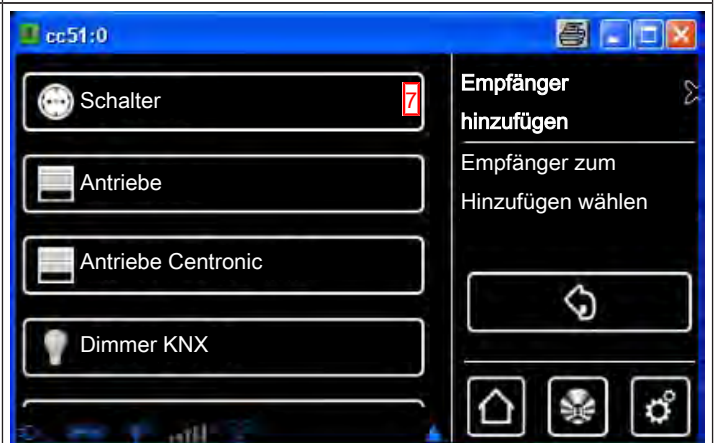 cc51:0
Schalter 7
Antriebe
Antriebe Centronic
Dimmer KNX
Empfänger
hinzufügen
Empfänger zum
Hinzufügen wählen